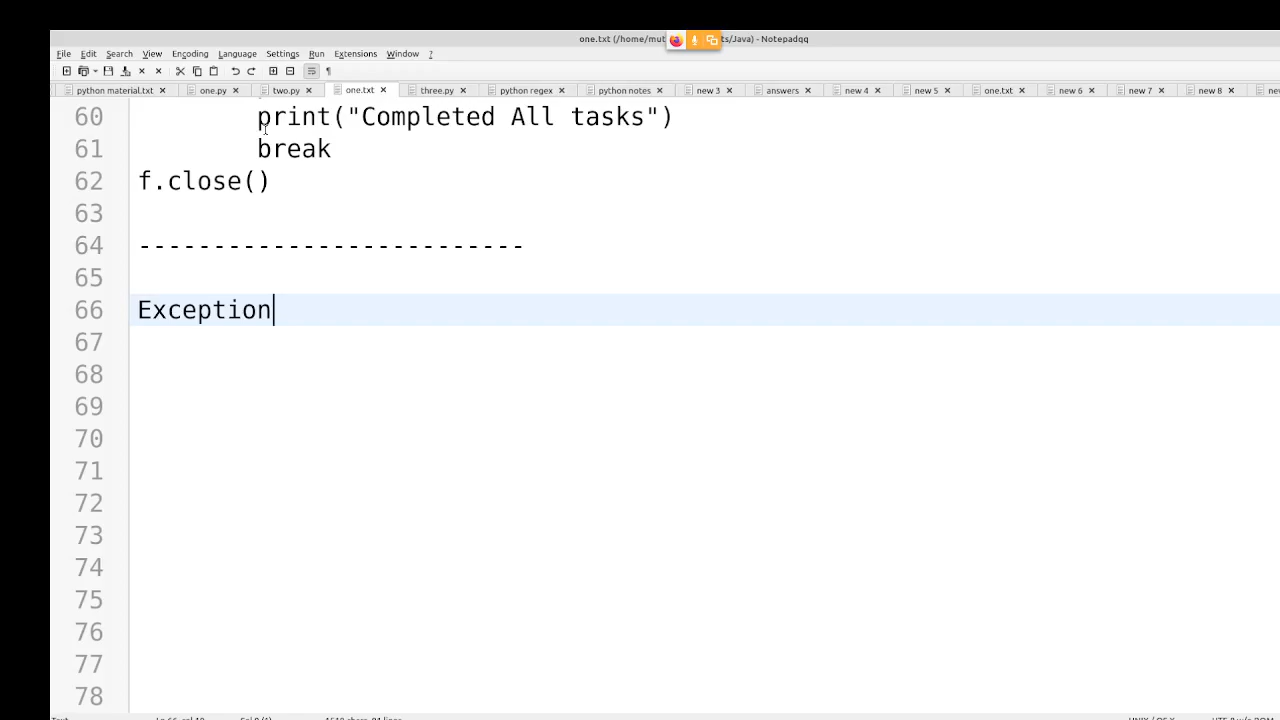 one.txt (/home/mut ts/Java) - Notepadqq
File Edit Search View Encoding Language Settings Run Extensions Window ?
python material.txt one.py two.py one.txt three.py python regex python notes new 3 answers new 4 new 5 one.txt new 6 new 7 new 8
60 print("Completed All tasks")
61 break
62 f.close()
63
64 --------------------------
65
66 Exception
67
68
69
70
71
72
73
74
75
76
77
78